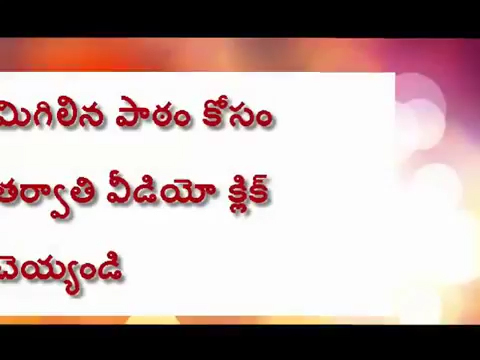 మిగిలిన పాఠం కోసం
తర్వాతి వీడియో క్లిక్
చెయ్యండి